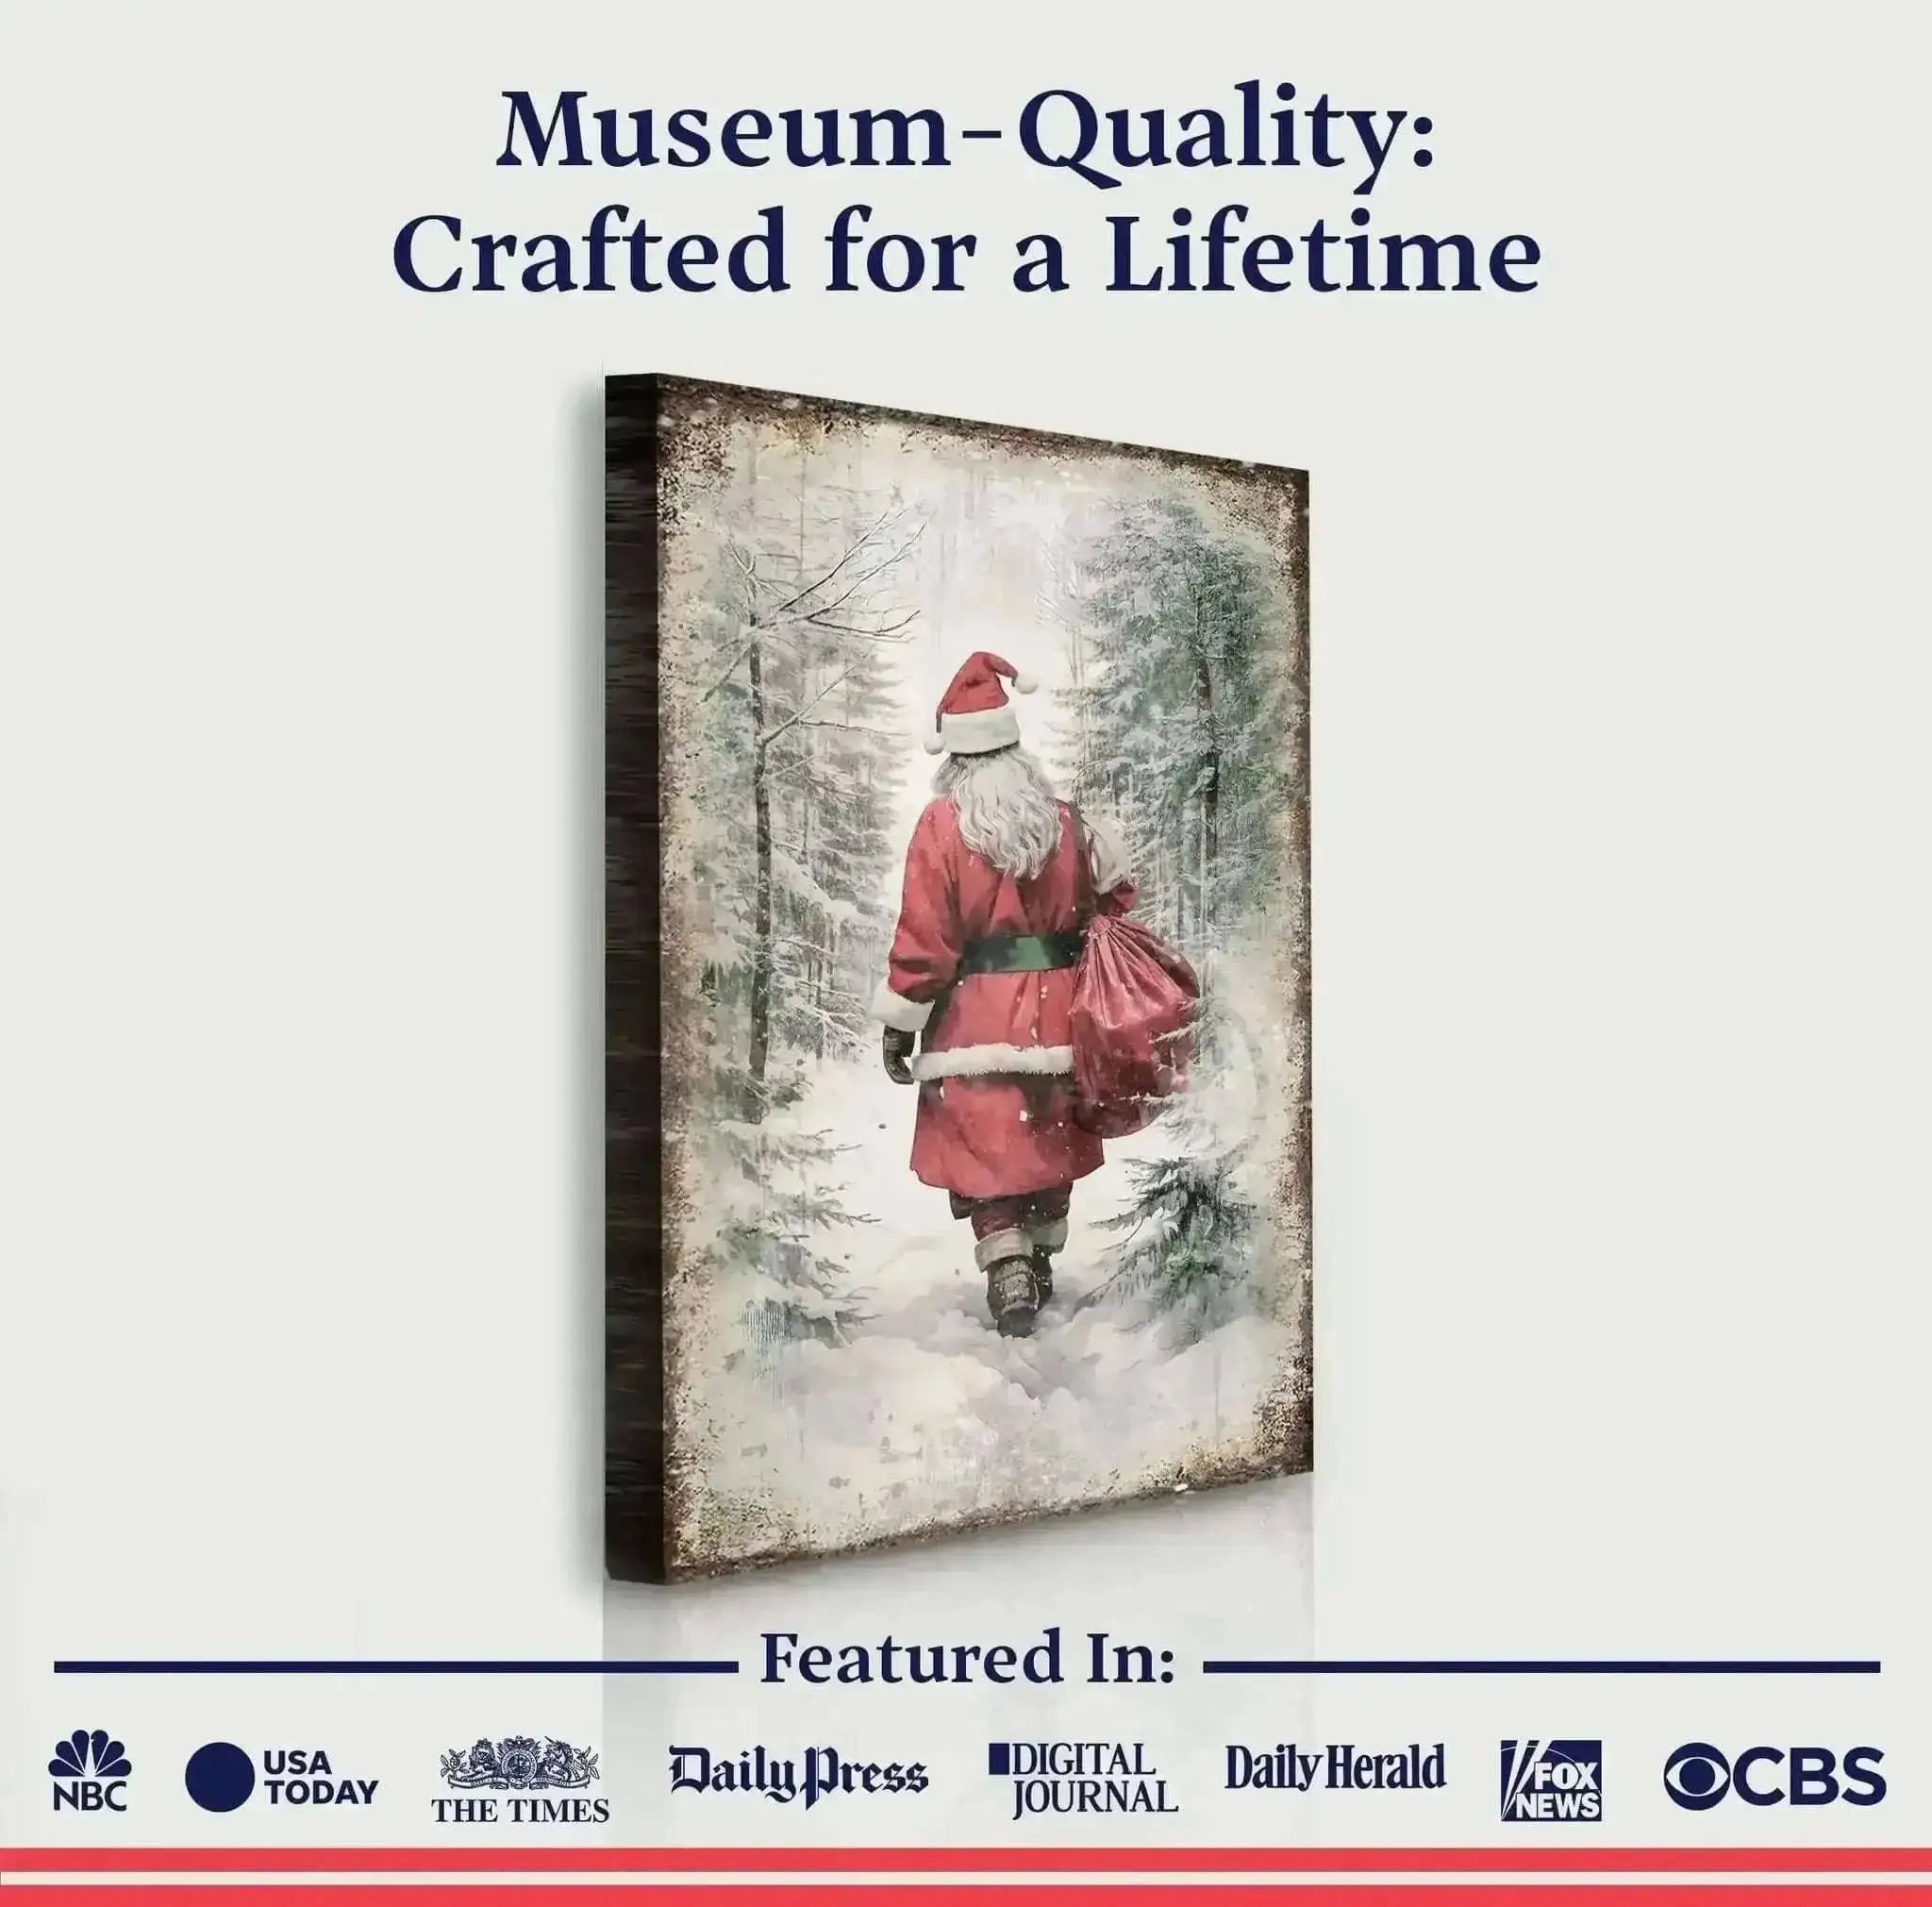 Museum-Quality:
Crafted for a Lifetime
Featured In:
NBC
USA
TODAY
THE TIMES
Daily Press
DIGITAL
JOURNAL
Daily Herald
FOX
NEWS
CBS